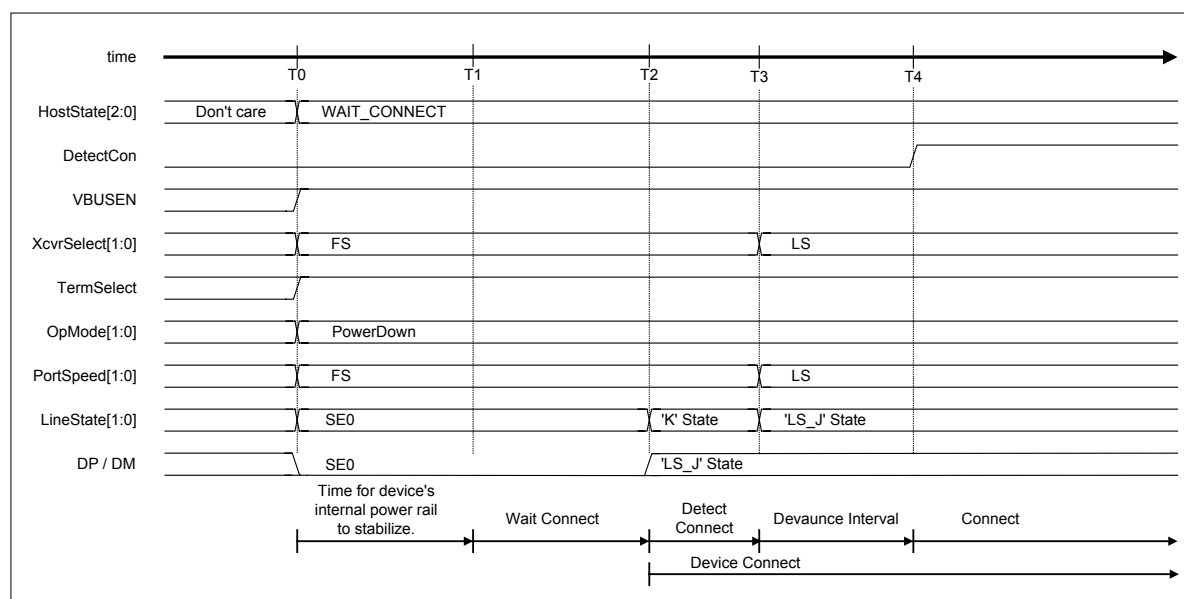 time
T0 T1 T2 T3 T4
HostState[2:0] Don't care WAIT_CONNECT
DetectCon
VBUSEN
XcvrSelect[1:0] FS LS
TermSelect
OpMode[1:0] PowerDown
PortSpeed[1:0] FS LS
LineState[1:0] SE0 'K' State 'LS_J' State
DP / DM SE0 'LS_J' State
Time for device's
internal power rail
to stabilize.
Wait Connect
Detect
Connect
Devaunce Interval
Connect
Device Connect